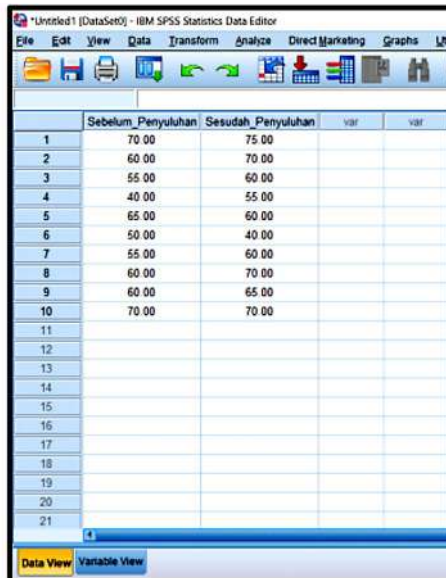 *Untitled1 [DataSet0] - IBM SPSS Statistics Data Editor
File Edit View Data Transform Analyze Direct Marketing Graphs
Sebelum_Penyuluhan Sesudah_Penyuluhan var var
1 70.00 75.00
2 60.00 70.00
3 55.00 60.00
4 40.00 55.00
5 65.00 60.00
6 50.00 40.00
7 55.00 60.00
8 60.00 70.00
9 60.00 65.00
10 70.00 70.00
11
12
13
14
15
16
17
18
19
20
21
Data View Variable View